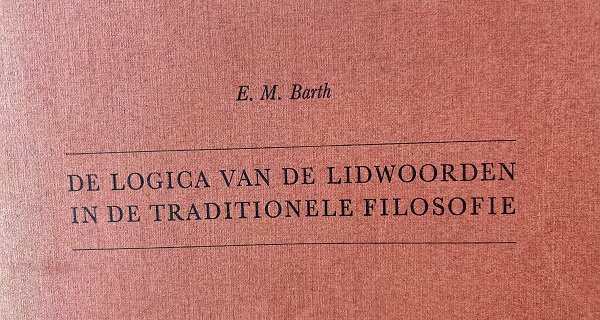 E. M. Barth
DE LOGICA VAN DE LIDWOORDEN
IN DE TRADITIONELE FILOSOFIE